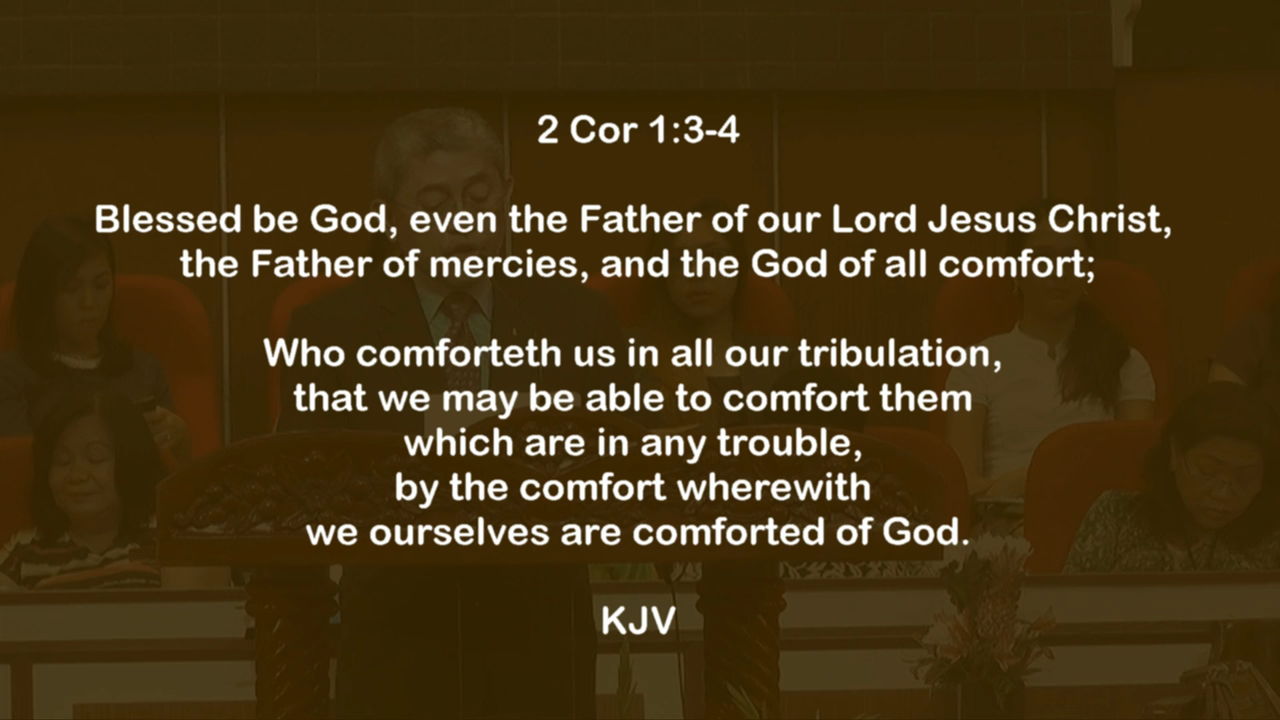 2 Cor 1:3-4
Blessed be God, even the Father of our Lord Jesus Christ,
the Father of mercies, and the God of all comfort;
Who comforteth us in all our tribulation,
that we may be able to comfort them
which are in any trouble,
by the comfort wherewith
we ourselves are comforted of God.
KJV